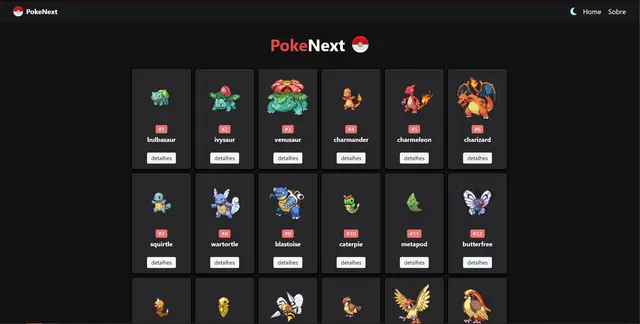 PokeNext
Home Sobre
PokeNext
#1 #2 #3 #4 #5 #6
bulbasaur ivysaur venusaur charmander charmeleon charizard
detalhes detalhes detalhes detalhes detalhes detalhes
#7 #8 #9 #10 #11 #12
squirtle wartortle blastoise caterpie metapod butterfree
detalhes detalhes detalhes detalhes detalhes detalhes